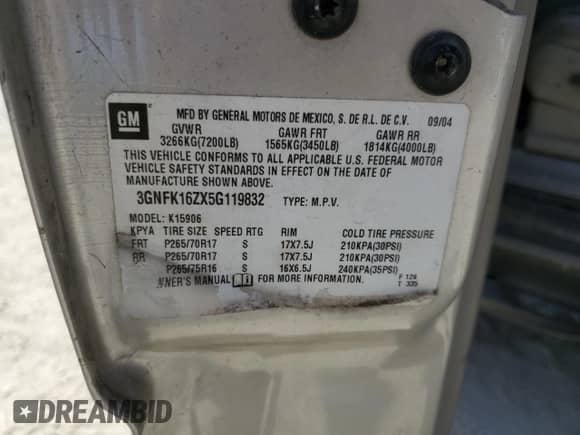 GM
MFD BY GENERAL MOTORS DE MEXICO, S. DE R.L. DE C.V. 09/04
GVWR GAWR FRT GAWR RR
3266KG(7200LB) 1565KG(3450LB) 1814KG(4000LB)
THIS VEHICLE CONFORMS TO ALL APPLICABLE U.S. FEDERAL MOTOR
VEHICLE SAFETY STANDARDS IN EFFECT ON THE DATE OF
MANUFACTURE SHOWN ABOVE.
3GNFK16ZX5G119832 TYPE: M.P.V.
MODEL: K15906
KPYA TIRE SIZE SPEED RTG RIM COLD TIRE PRESSURE
FRT P265/70R17 S 17X7.5J 210KPA(30PSI)
RR P265/70R17 S 17X7.5J 210KPA(30PSI)
P265/75R16 S 16X6.5J 240KPA(35PSI)
NER'S MANUAL FOR MORE INFORMATION.
F 129
T 335
DREAMBID